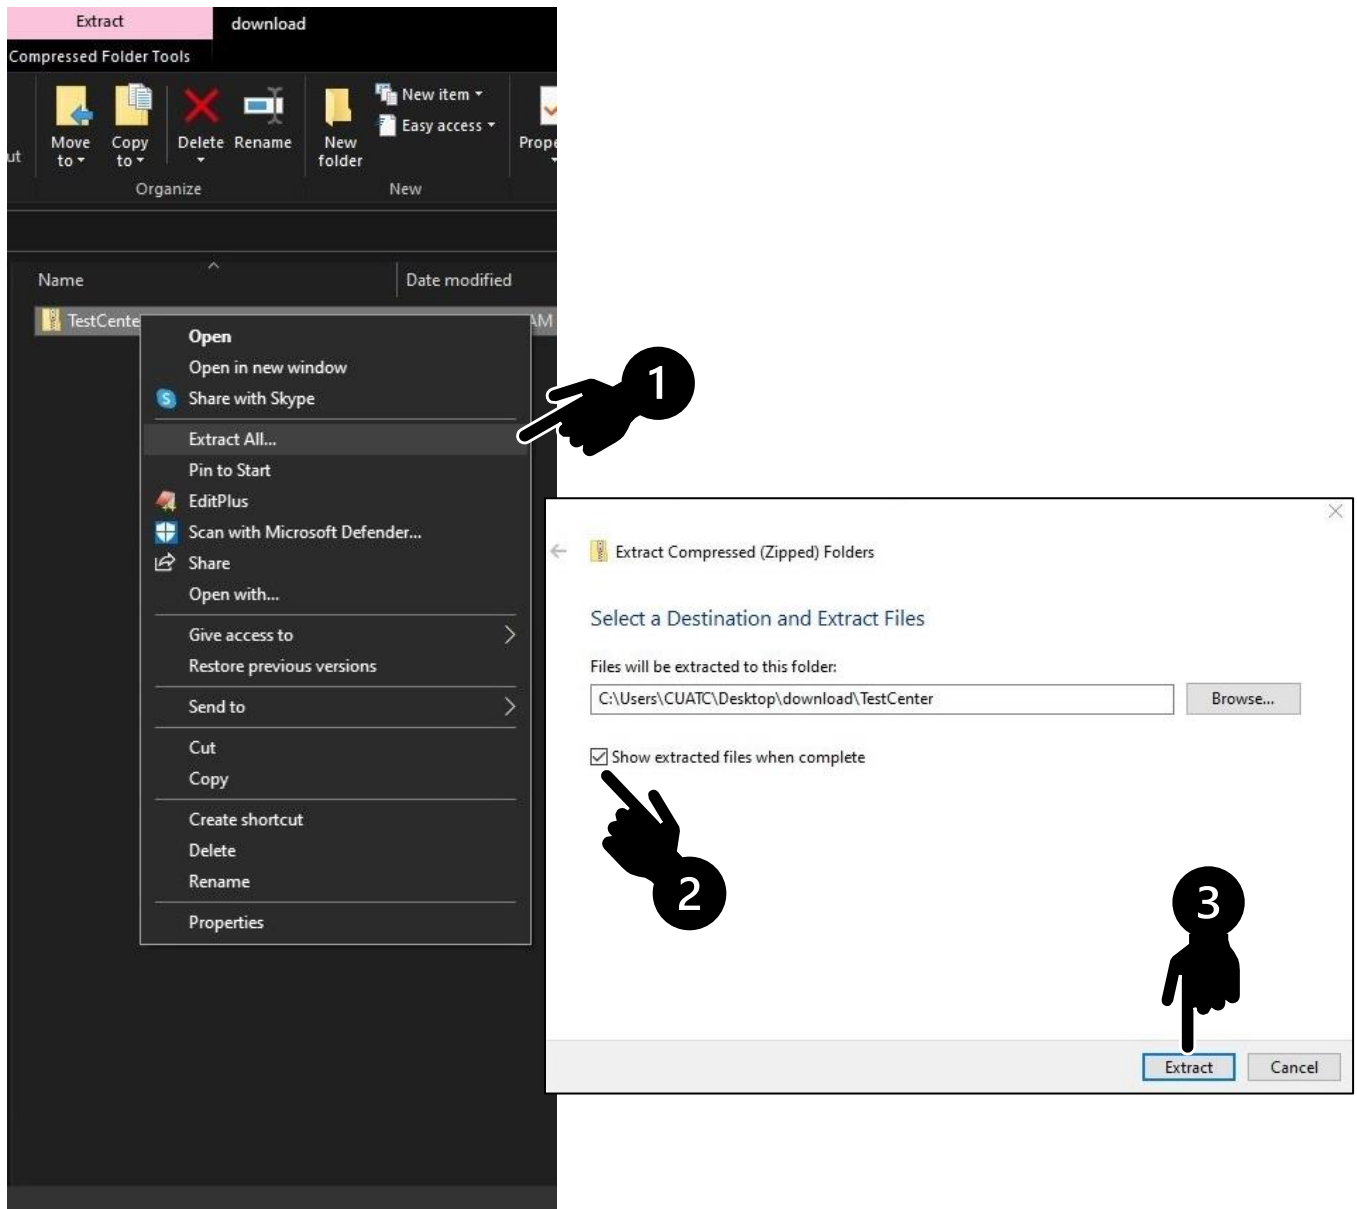 Extract
download
Compressed Folder Tools
New item
Easy access
Move to
Copy to
Delete
Rename
New folder
Organize
New
Name
Date modified
AM
Open
Open in new window
Share with Skype
Extract All...
Pin to Start
EditPlus
Scan with Microsoft Defender...
Share
Open with...
Give access to
Restore previous versions
Send to
Cut
Copy
Create shortcut
Delete
Rename
Properties
1
Extract Compressed (Zipped) Folders
Select a Destination and Extract Files
Files will be extracted to this folder:
C:\Users\CUATC\Desktop\download\TestCenter
Browse...
Show extracted files when complete
2
3
Extract
Cancel